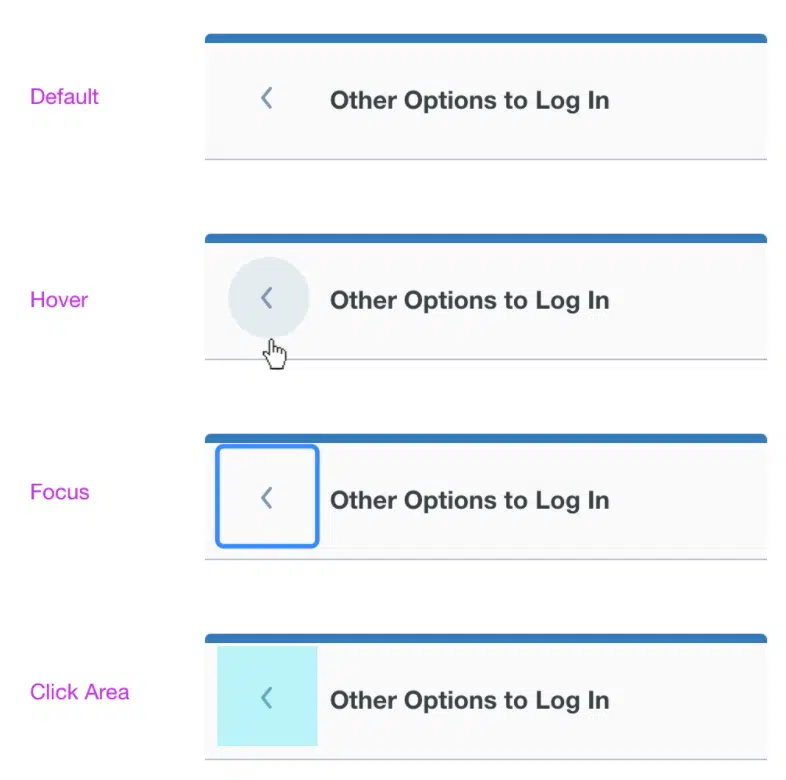 Default
Other Options to Log In
Hover
Other Options to Log In
Focus
Other Options to Log In
Click Area
Other Options to Log In